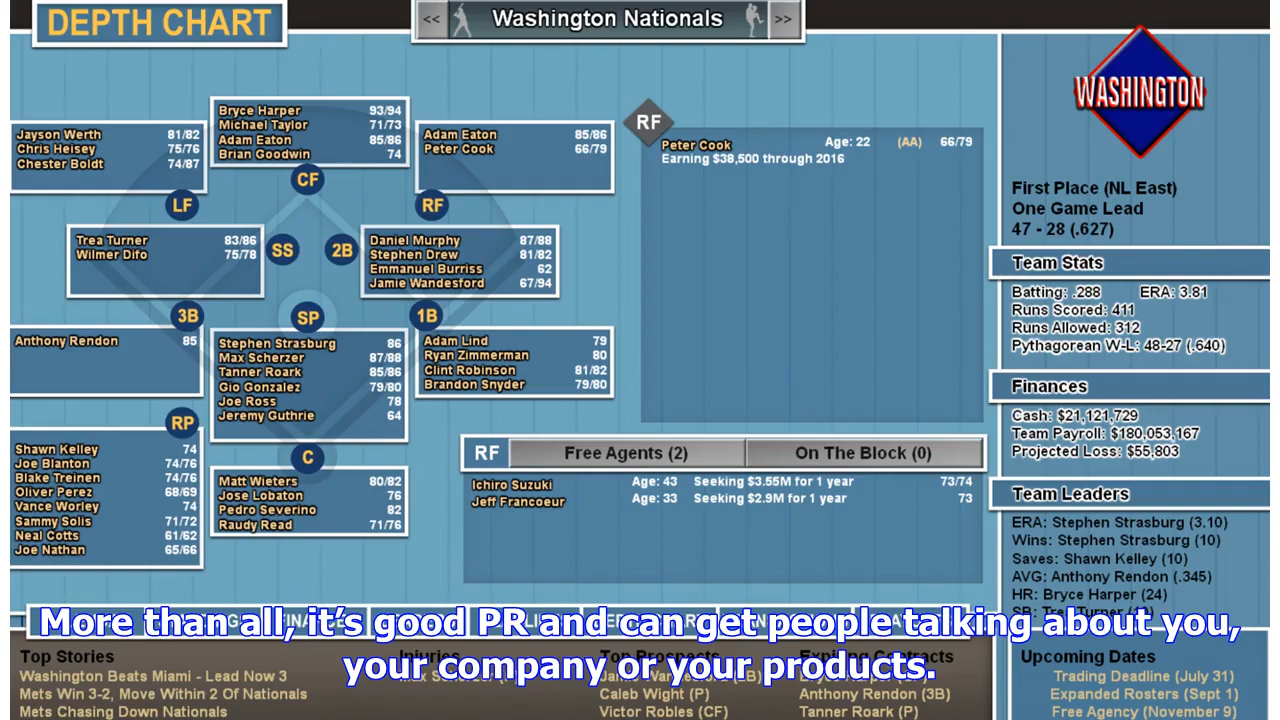 DEPTH CHART
<< Washington Nationals >>
Bryce Harper 93/94
Michael Taylor 71/73
Adam Eaton 85/86
Brian Goodwin 74
CF
Jayson Werth 81/82
Chris Heisey 75/76
Chester Boldt 74/87
LF
Adam Eaton 85/86
Peter Cook 66/79
RF
Trea Turner 83/86
Wilmer Difo 75/78
SS
2B
Daniel Murphy 87/88
Stephen Drew 81/82
Emmanuel Burriss 62
Jamie Wandesford 67/94
3B
Anthony Rendon 85
SP
Stephen Strasburg 86
Max Scherzer 87/88
Tanner Roark 85/86
Gio Gonzalez 79/80
Joe Ross 78
Jeremy Guthrie 64
1B
Adam Lind 79
Ryan Zimmerman 80
Clint Robinson 81/82
Brandon Snyder 79/80
RP
Shawn Kelley 74
Joe Blanton 74/76
Blake Treinen 74/76
Oliver Perez 68/69
Vance Worley 74
Sammy Solis 71/72
Neal Cotts 61/62
Joe Nathan 65/66
C
Matt Wieters 80/82
Jose Lobaton 76
Pedro Severino 82
Raudy Read 71/76
RF
Peter Cook Age: 22 (AA) 66/79
Earning $38,500 through 2016
RF Free Agents (2) On The Block (0)
Ichiro Suzuki Age: 43 Seeking $3.55M for 1 year 73/74
Jeff Francoeur Age: 33 Seeking $2.9M for 1 year 73
WASHINGTON
First Place (NL East)
One Game Lead
47 - 28 (.627)
Team Stats
Batting: .288 ERA: 3.81
Runs Scored: 411
Runs Allowed: 312
Pythagorean W-L: 48-27 (.640)
Finances
Cash: $21,121,729
Team Payroll: $180,053,167
Projected Loss: $55,803
Team Leaders
ERA: Stephen Strasburg (3.10)
Wins: Stephen Strasburg (10)
Saves: Shawn Kelley (10)
AVG: Anthony Rendon (.345)
HR: Bryce Harper (24)
More than all, it's good PR and can get people talking about you,
your company or your products.
Top Stories
Washington Beats Miami - Lead Now 3
Mets Win 3-2, Move Within 2 Of Nationals
Mets Chasing Down Nationals
Injuries
Top Prospects
Caleb Wight (P)
Victor Robles (CF)
Contracts
Anthony Rendon (3B)
Tanner Roark (P)
Upcoming Dates
Trading Deadline (July 31)
Expanded Rosters (Sept 1)
Free Agency (November 9)